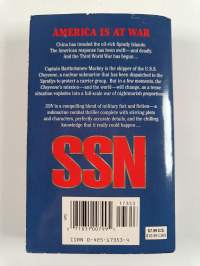 AMERICA IS AT WAR
China has invaded the oil-rich Spratly Islands.
The American response has been swift—and deadly.
And the Third World War has begun...
Captain Bartholomew Mackey is the skipper of the U.S.S.
Cheyenne, a nuclear submarine that has been dispatched to the
Spratlys to protect a carrier group. But in a few moments, the
Cheyenne's mission—and the world—will change, as a tense
situation explodes into a full-scale war of nightmarish proportions...
SSN is a compelling blend of military fact and fiction—a
submarine combat thriller complete with stirring plots and
characters, perfectly accurate details, and the chilling
knowledge that it really could happen...
SSN
17353
$7.99 U.S.
ISBN 0-425-17353-9